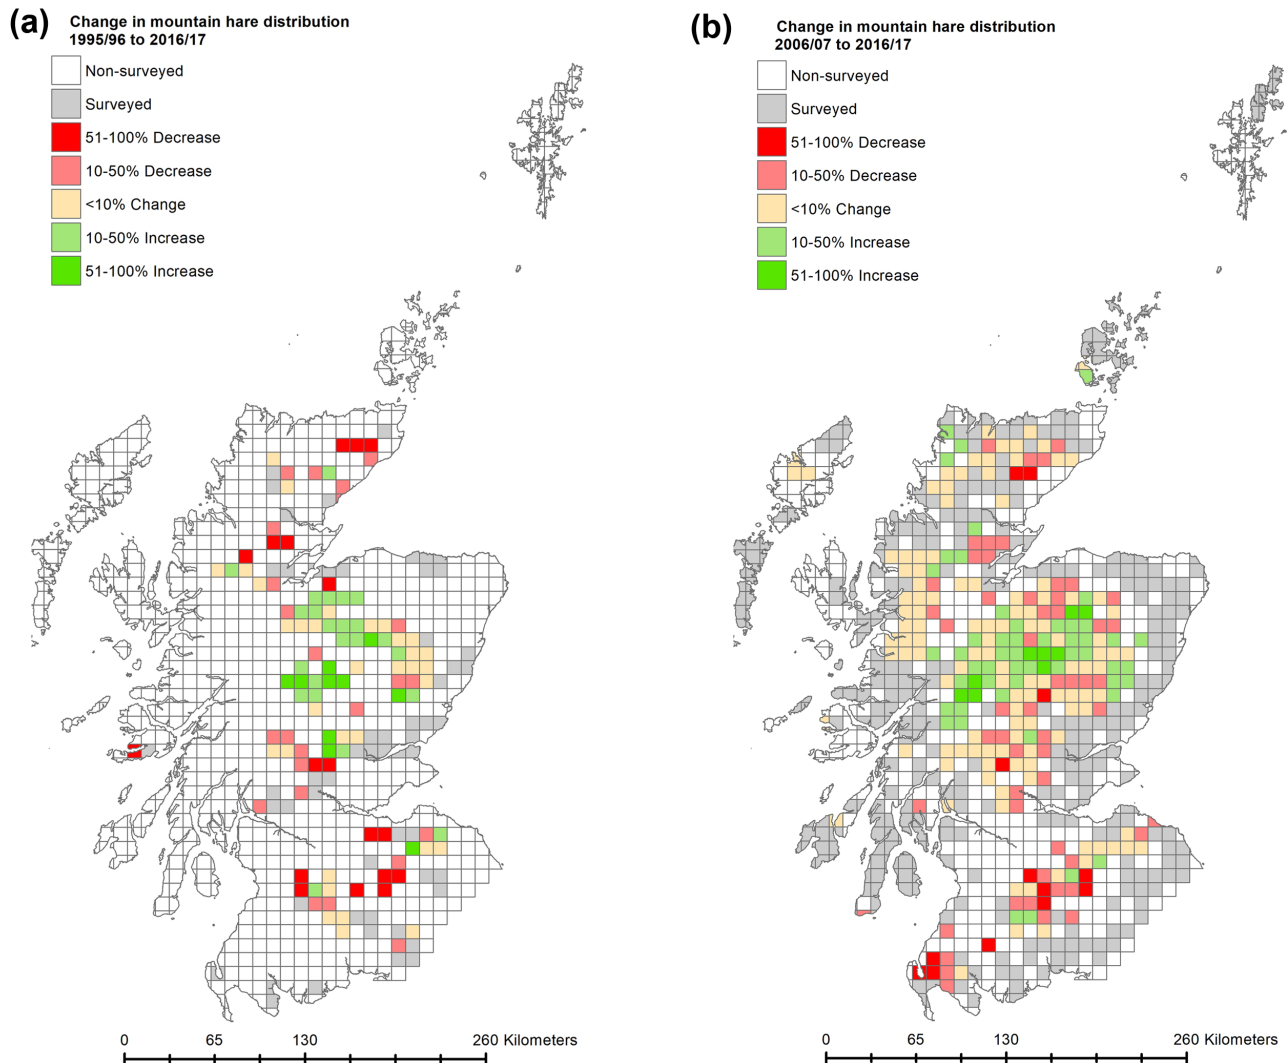 (a)
Change in mountain hare distribution
1995/96 to 2016/17
Non-surveyed
Surveyed
51-100% Decrease
10-50% Decrease
<10% Change
10-50% Increase
51-100% Increase
0 65 130 260 Kilometers
(b)
Change in mountain hare distribution
2006/07 to 2016/17
Non-surveyed
Surveyed
51-100% Decrease
10-50% Decrease
<10% Change
10-50% Increase
51-100% Increase
0 65 130 260 Kilometers